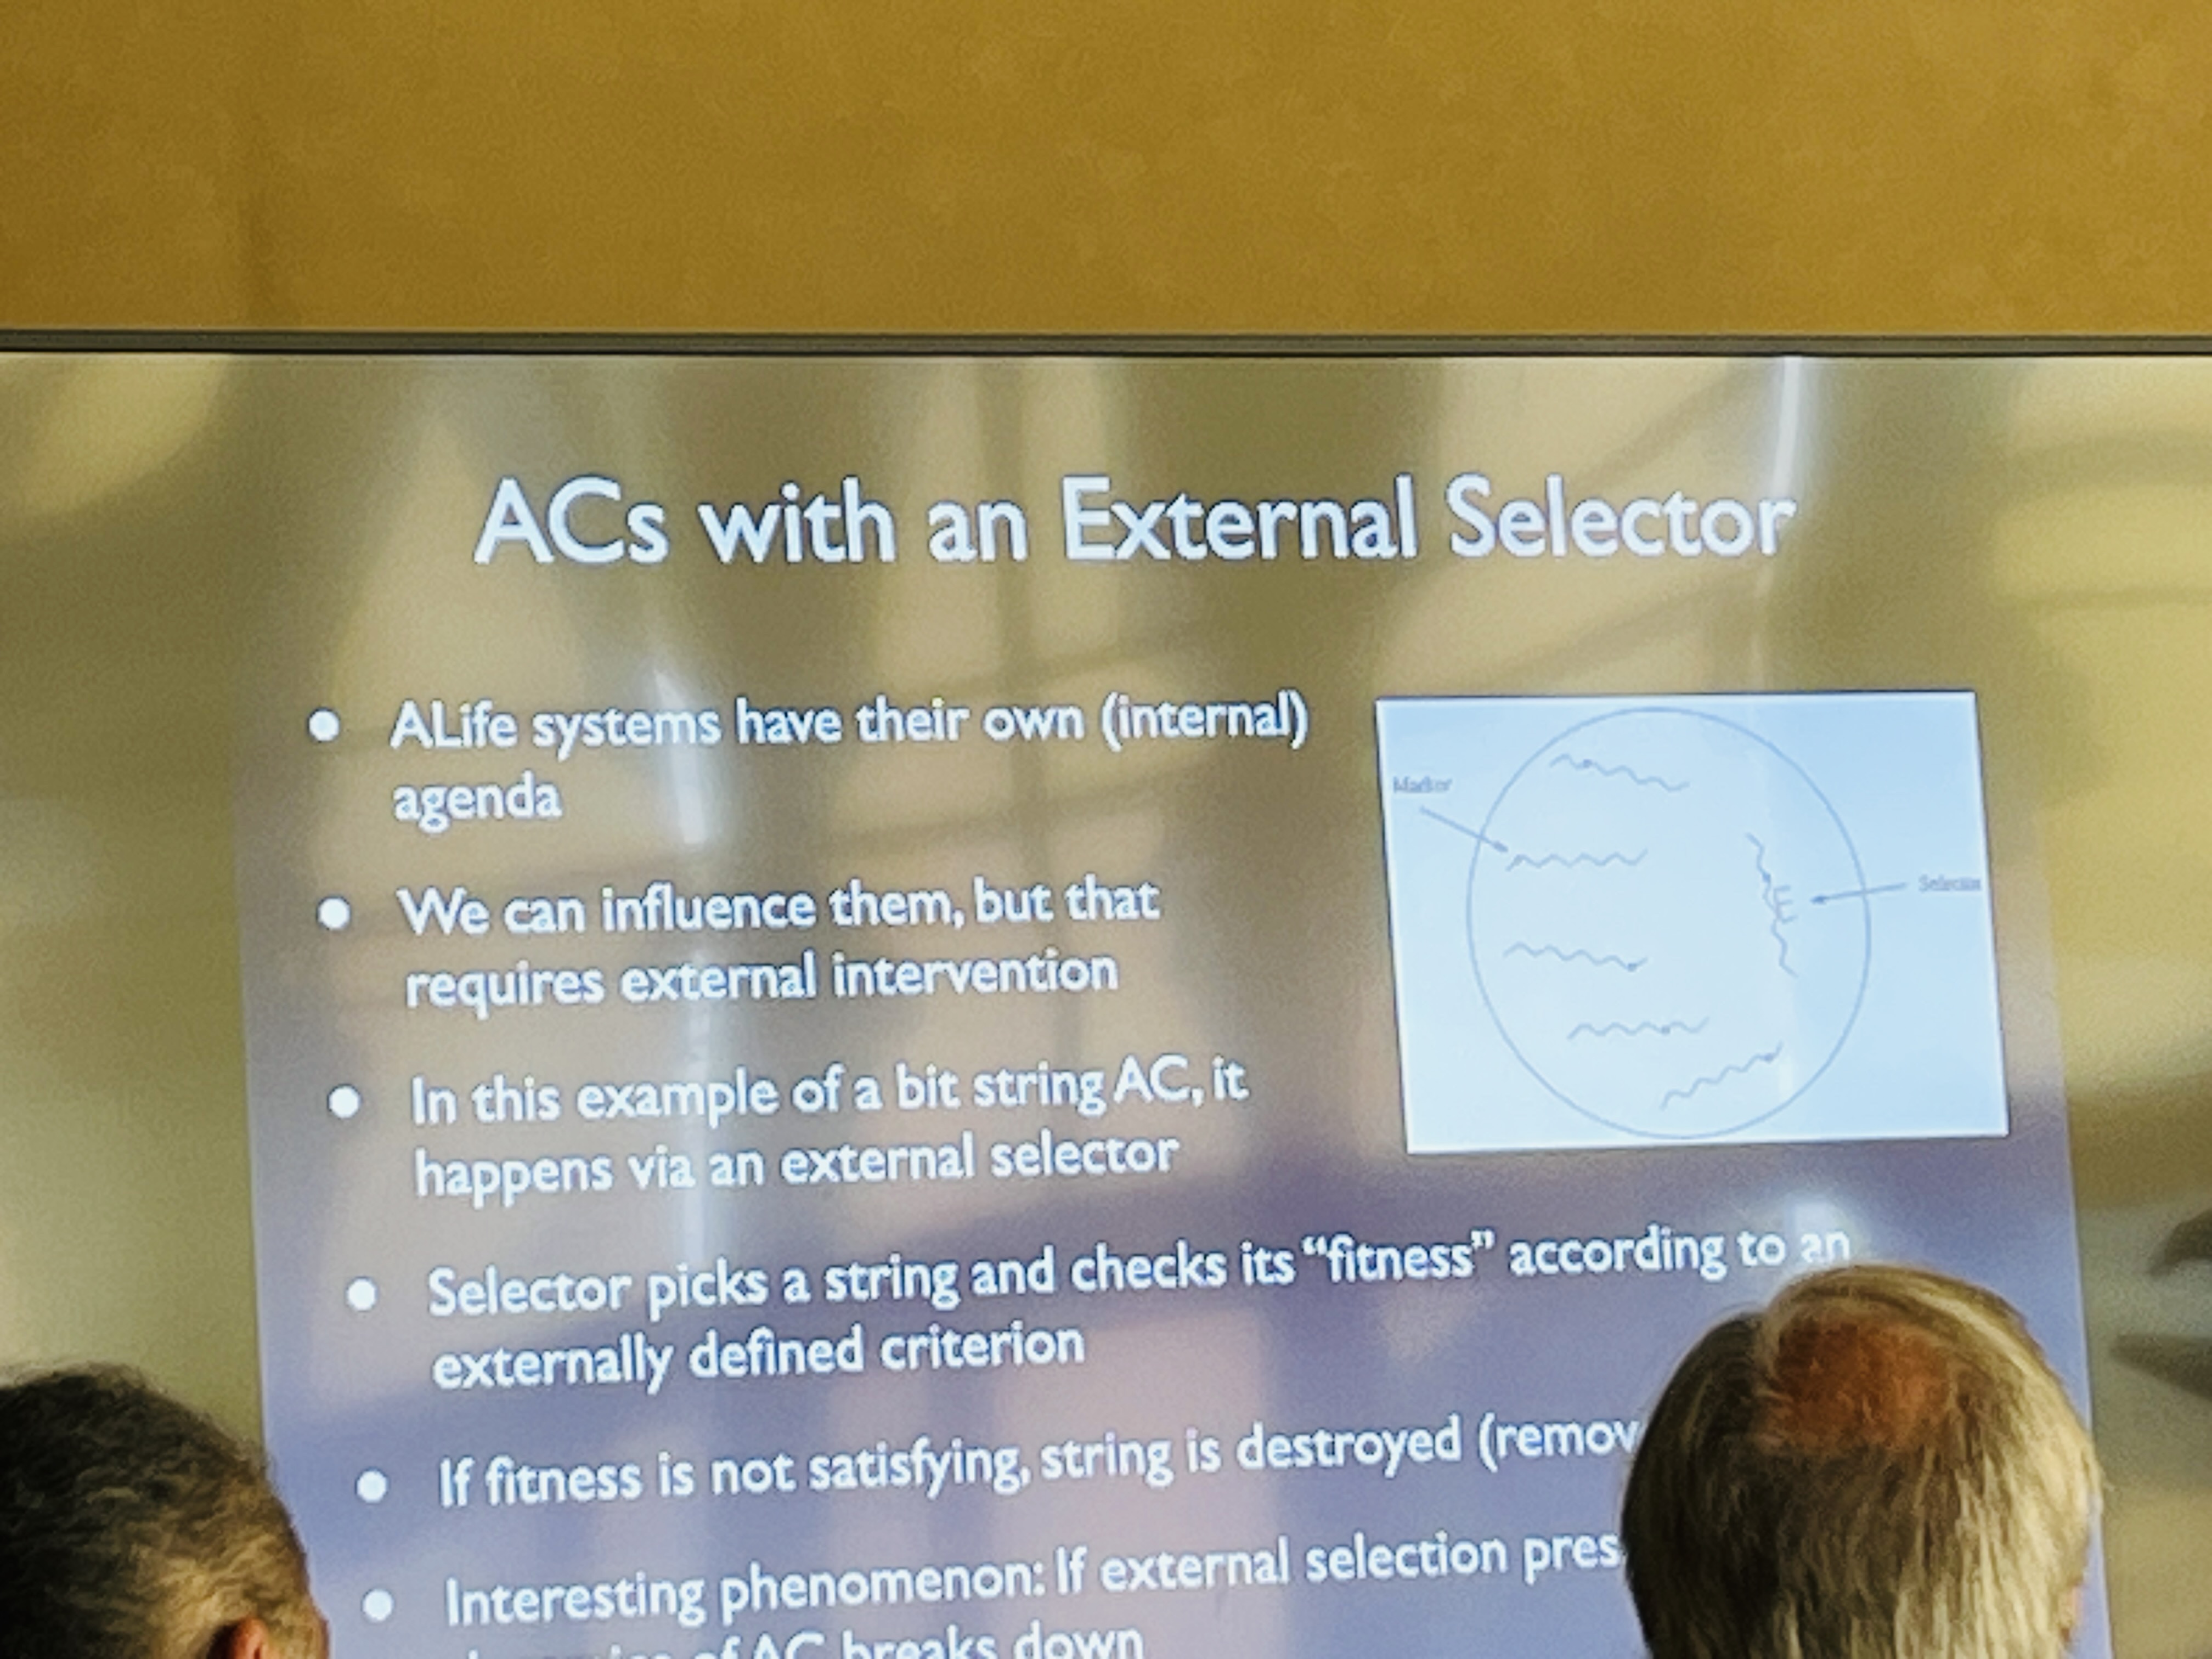 ACs with an External Selector
• ALife systems have their own (internal)
agenda
Marker
• We can influence them, but that
requires external intervention
Selector
• In this example of a bit string AC, it
happens via an external selector
• Selector picks a string and checks its “fitness” according to an
externally defined criterion
• If fitness is not satisfying, string is destroyed (remov
• Interesting phenomenon: If external selection pres
of AC breaks down